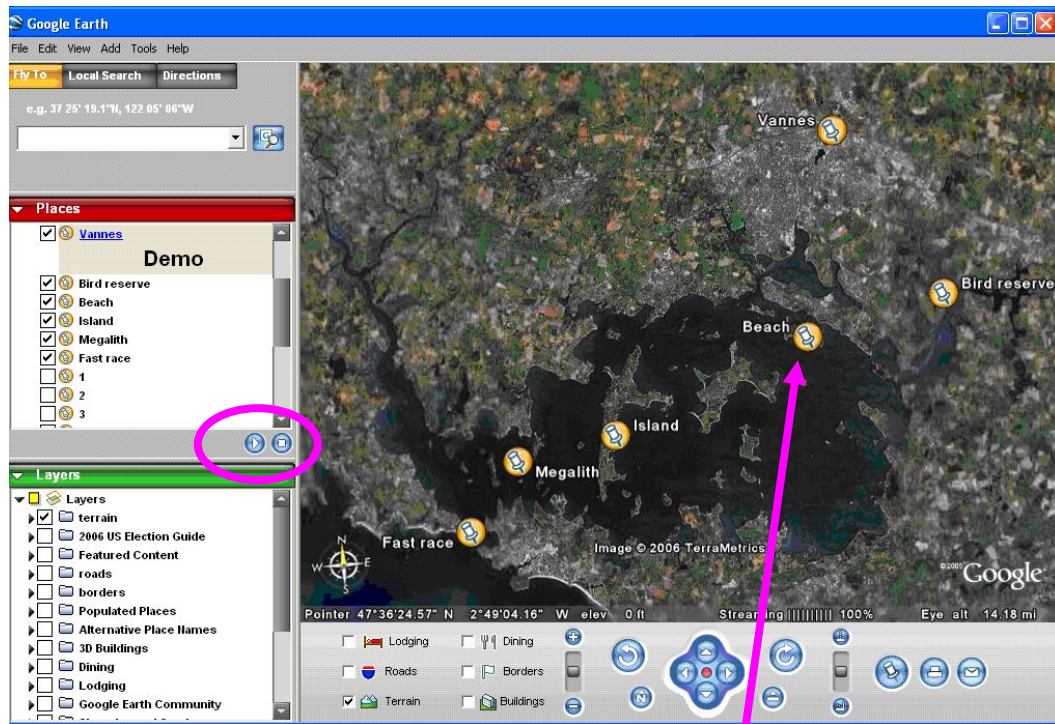 Google Earth
File Edit View Add Tools Help
Fly To Local Search Directions
e.g. 37 25' 19.1"N, 122 05' 06"W
Places
Vannes
Demo
Bird reserve
Beach
Island
Megalith
Fast race
1
2
3
Layers
Layers
terrain
2006 US Election Guide
Featured Content
roads
borders
Populated Places
Alternative Place Names
3D Buildings
Dining
Lodging
Google Earth Community
Vannes
Bird reserve
Beach
Island
Megalith
Fast race
N
W E
S
Image © 2006 TerraMetrics
©2005 Google
Pointer 47°36'24.57" N 2°49'04.16" W elev 0 ft Streaming |||||||||| 100% Eye alt 14.18 mi
Lodging Dining
Roads Borders
Terrain Buildings
N